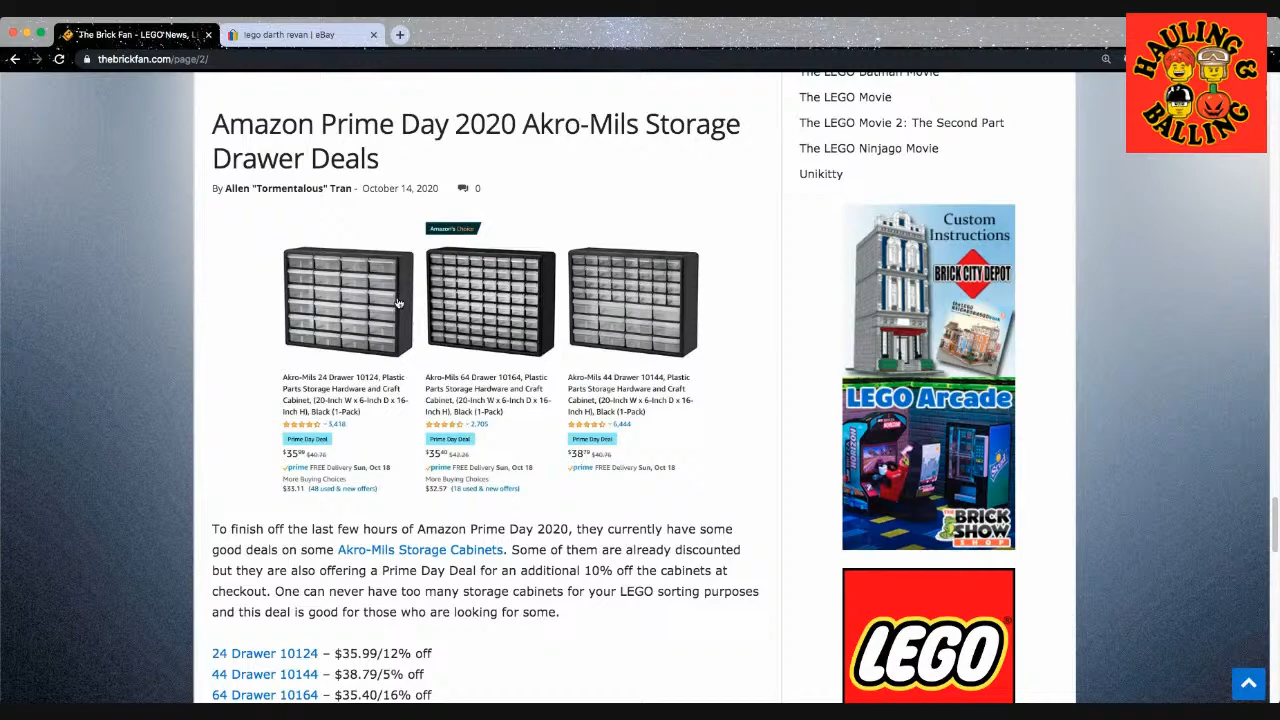 The Brick Fan - LEGO News, L
lego darth revan | eBay
thebrickfan.com/page/2/
HAULING &
BALLING
Amazon Prime Day 2020 Akro-Mils Storage
Drawer Deals
By Allen "Tormentalous" Tran - October 14, 2020 0
Amazon's Choice
Akro-Mils 24 Drawer 10124, Plastic
Parts Storage Hardware and Craft
Cabinet, (20-Inch W x 6-Inch D x 16-
Inch H), Black (1-Pack)
3,418
Prime Day Deal
$35.99 $40.76
prime FREE Delivery Sun, Oct 18
More Buying Choices
$33.11 (48 used & new offers)
Akro-Mils 64 Drawer 10164, Plastic
Parts Storage Hardware and Craft
Cabinet, (20-Inch W x 6-Inch D x 16-
Inch H), Black (1-Pack)
2,705
Prime Day Deal
$35.40 $42.26
prime FREE Delivery Sun, Oct 18
More Buying Choices
$32.57 (18 used & new offers)
Akro-Mils 44 Drawer 10144, Plastic
Parts Storage Hardware and Craft
Cabinet, (20-Inch W x 6-Inch D x 16-
Inch H), Black (1-Pack)
6,444
Prime Day Deal
$38.79 $40.76
prime FREE Delivery Sun, Oct 18
To finish off the last few hours of Amazon Prime Day 2020, they currently have some
good deals on some Akro-Mils Storage Cabinets. Some of them are already discounted
but they are also offering a Prime Day Deal for an additional 10% off the cabinets at
checkout. One can never have too many storage cabinets for your LEGO sorting purposes
and this deal is good for those who are looking for some.
24 Drawer 10124 – $35.99/12% off
44 Drawer 10144 – $38.79/5% off
64 Drawer 10164 – $35.40/16% off
The LEGO Batman Movie
The LEGO Movie
The LEGO Movie 2: The Second Part
The LEGO Ninjago Movie
Unikitty
Custom
Instructions
BRICK CITY DEPOT
LEGO Arcade
HORIZON
THE
BRICK
SHOW
SHOP
LEGO